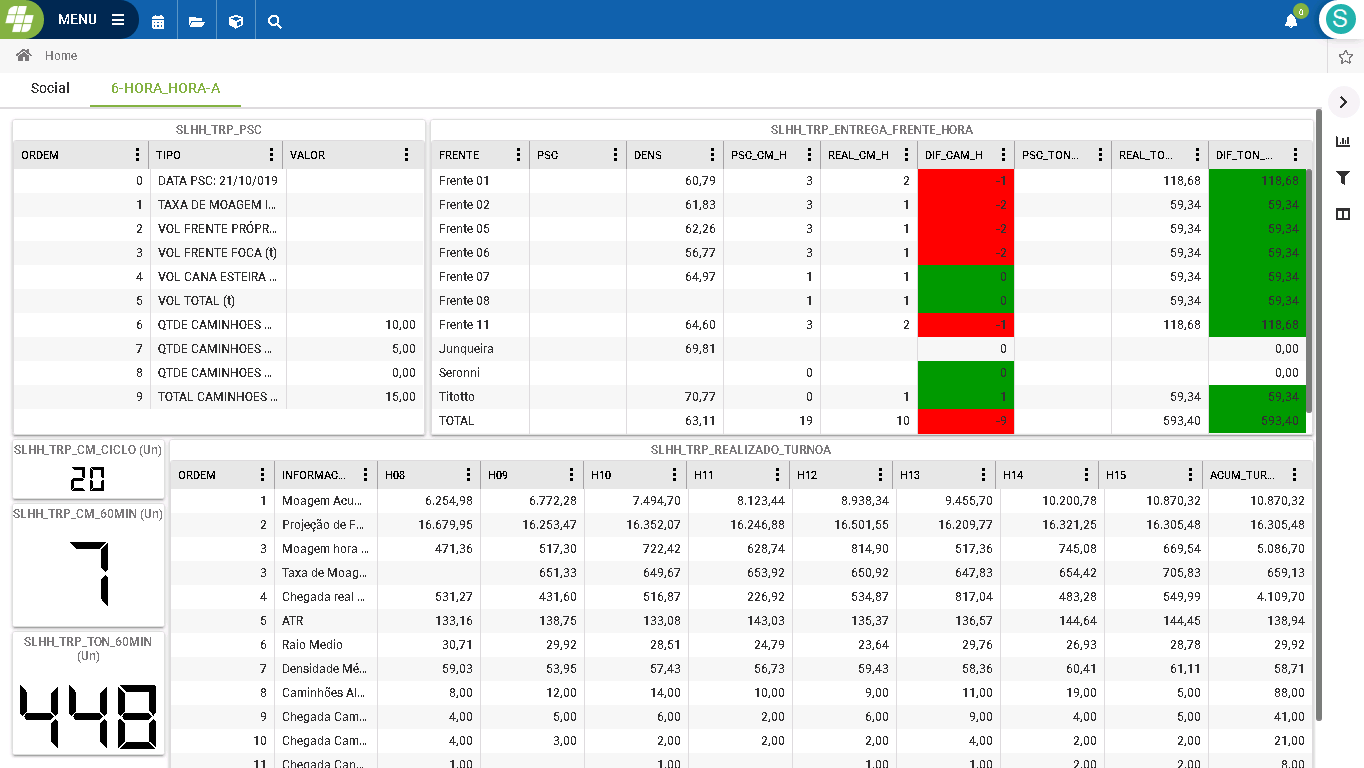 MENU
0
S
Home
Social 6-HORA_HORA-A
SLHH_TRP_PSC
ORDEM TIPO VALOR
0 DATA PSC: 21/10/019
1 TAXA DE MOAGEM I...
2 VOL FRENTE PRÓPR...
3 VOL FRENTE FOCA (t)
4 VOL CANA ESTEIRA ...
5 VOL TOTAL (t)
6 QTDE CAMINHOES ... 10,00
7 QTDE CAMINHOES ... 5,00
8 QTDE CAMINHOES ... 0,00
9 TOTAL CAMINHOES ... 15,00
SLHH_TRP_ENTREGA_FRENTE_HORA
FRENTE PSC DENS PSC_CM_H REAL_CM_H DIF_CAM_H PSC_TON... REAL_TO... DIF_TON_...
Frente 01 60,79 3 2 -1 118,68 118,68
Frente 02 61,83 3 1 -2 59,34 59,34
Frente 05 62,26 3 1 -2 59,34 59,34
Frente 06 56,77 3 1 -2 59,34 59,34
Frente 07 64,97 1 1 0 59,34 59,34
Frente 08 1 1 0 59,34 59,34
Frente 11 64,60 3 2 -1 118,68 118,68
Junqueira 69,81 0 0,00
Seronni 0 0 0,00
Titotto 70,77 0 1 1 59,34 59,34
TOTAL 63,11 19 10 -9 593,40 593,40
SLHH_TRP_CM_CICLO (Un)
20
SLHH_TRP_CM_60MIN (Un)
7
SLHH_TRP_TON_60MIN
(Un)
448
SLHH_TRP_REALIZADO_TURNOA
ORDEM INFORMAC... H08 H09 H10 H11 H12 H13 H14 H15 ACUM_TUR...
1 Moagem Acu... 6.254,98 6.772,28 7.494,70 8.123,44 8.938,34 9.455,70 10.200,78 10.870,32 10.870,32
2 Projeção de F... 16.679,95 16.253,47 16.352,07 16.246,88 16.501,55 16.209,77 16.321,25 16.305,48 16.305,48
3 Moagem hora ... 471,36 517,30 722,42 628,74 814,90 517,36 745,08 669,54 5.086,70
3 Taxa de Moag... 651,33 649,67 653,92 650,92 647,83 654,42 705,83 659,13
4 Chegada real ... 531,27 431,60 516,87 226,92 534,87 817,04 483,28 549,99 4.109,70
5 ATR 133,16 138,75 133,08 143,03 135,37 136,57 144,64 144,45 138,94
6 Raio Medio 30,71 29,92 28,51 24,79 23,64 29,76 26,93 28,78 29,92
7 Densidade Mé... 59,03 53,95 57,43 56,73 59,43 58,36 60,41 61,11 58,71
8 Caminhões Al... 8,00 12,00 14,00 10,00 9,00 11,00 19,00 5,00 88,00
9 Chegada Cam... 4,00 5,00 6,00 2,00 6,00 9,00 4,00 5,00 41,00
10 Chegada Cam... 4,00 3,00 2,00 2,00 2,00 4,00 2,00 2,00 21,00
11 Chegada Can... 1,00 1,00 1,00 1,00 2,00 2,00 8,00